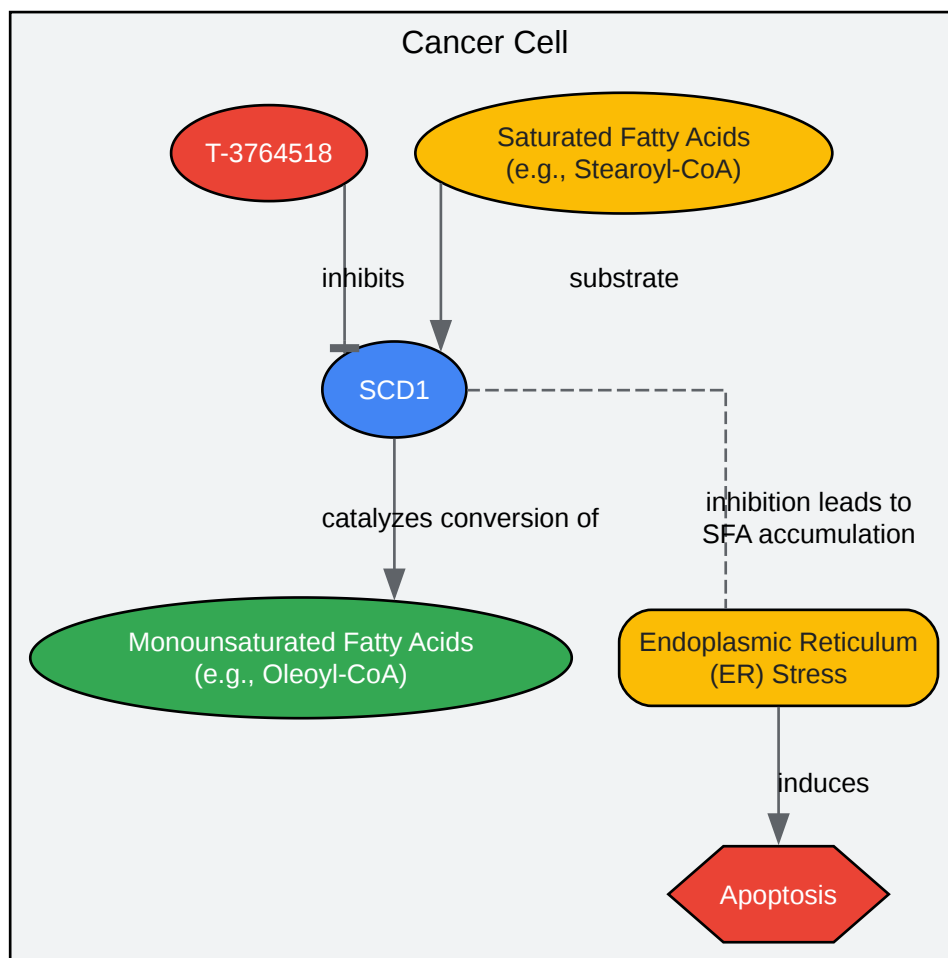 Cancer Cell
T-3764518
Saturated Fatty Acids
(e.g., Stearoyl-CoA)
inhibits
substrate
SCD1
catalyzes conversion of
inhibition leads to
SFA accumulation
Monounsaturated Fatty Acids
(e.g., Oleoyl-CoA)
Endoplasmic Reticulum
(ER) Stress
induces
Apoptosis